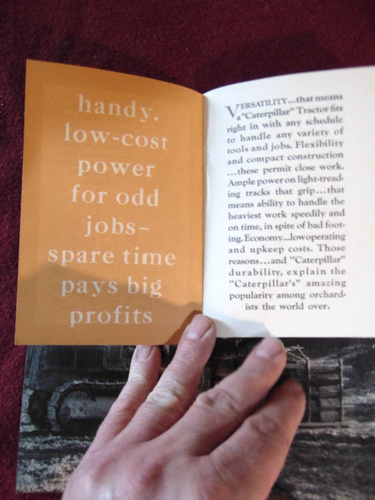 handy,
low-cost
power
for odd
jobs-
spare time
pays big
profits
VERSATILITY...that means
a "Caterpillar" Tractor fits
right in with any schedule
to handle any variety of
tools and jobs. Flexibility
and compact construction
...these permit close work.
Ample power on light-tread-
ing tracks that grip...that
means ability to handle the
heaviest work speedily and
on time, in spite of bad foot-
ing. Economy...low operating
and upkeep costs. Those
reasons...and "Caterpillar"
durability, explain the
"Caterpillar's" amazing
popularity among orchard-
ists the world over.